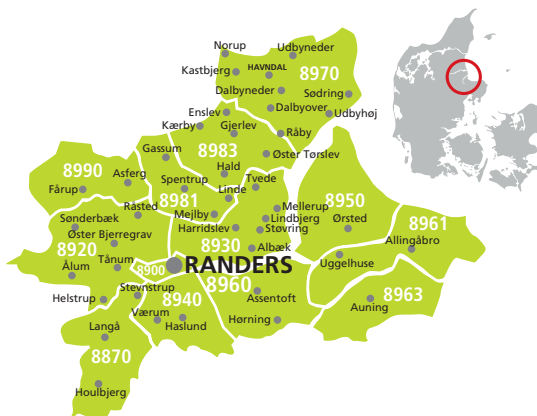 Norup
Udbyneder
Kastbjerg
HAVNDAL
8970
Dalbyneder
Sødring
Enslev
Dalbyover
Udbyhøj
Kærby
Gjerlev
Råby
Gassum
8983
Øster Tørslev
8990
Asferg
Hald
Tvede
Fårup
Spentrup
8981
Linde
8950
Mellerup
Råsted
Mejlby
Lindbjerg
8961
Sønderbæk
Harridslev
Støvring
Ørsted
Øster Bjerregrav
8930
Albæk
Allingåbro
8920
Tånum
8900
RANDERS
Uggelhuse
Ålum
Stevnstrup
8960
8963
Helstrup
8940
Assentoft
Auning
Værum
Haslund
Hørning
Langå
8870
Houlbjerg